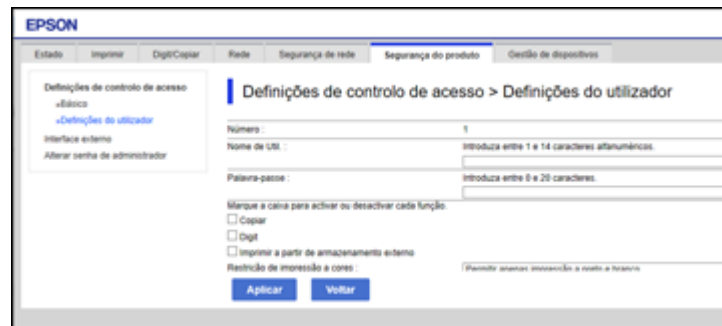 EPSON
Estado Imprimir Digit/Copiar Rede Segurança de rede Segurança do produto Gestão de dispositivos
Definições de controlo de acesso
»Básico
»Definições do utilizador
Interface externo
Alterar senha de administrador
Definições de controlo de acesso > Definições do utilizador
Número : 1
Nome de Util. : Introduza entre 1 e 14 caracteres alfanuméricos.
Palavra-passe : Introduza entre 0 e 20 caracteres.
Marque a caixa para activar ou desactivar cada função.
Copiar
Digit
Imprimir a partir de armazenamento externo
Restrição de impressão a cores : Permitir apenas impressão a preto e branco
Aplicar Voltar